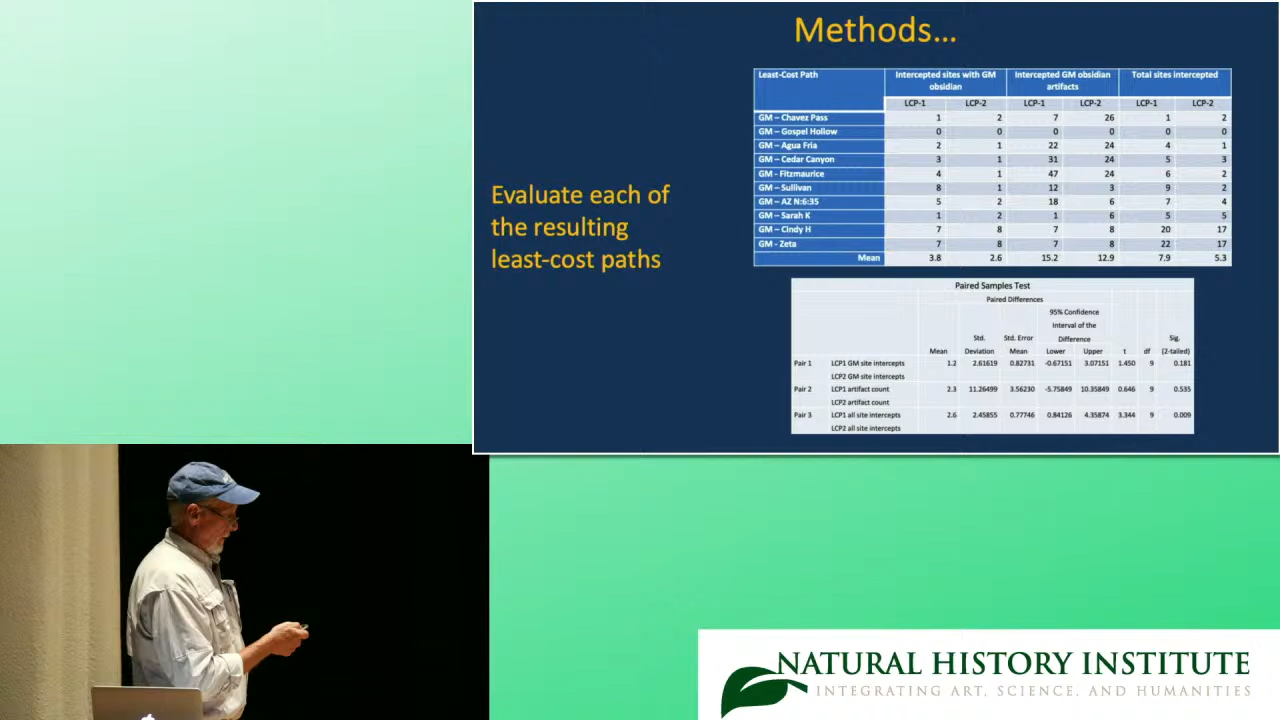 Methods…
Least-Cost Path Intercepted sites with GM obsidian Intercepted GM obsidian artifacts Total sites intercepted
LCP-1 LCP-2 LCP-1 LCP-2 LCP-1 LCP-2
GM – Chavez Pass 1 2 7 26 1 2
GM – Gospel Hollow 0 0 0 0 0 0
GM – Agua Fria 2 1 22 24 4 1
GM – Cedar Canyon 3 1 31 24 5 3
GM - Fitzmaurice 4 1 47 24 6 2
GM – Sullivan 8 1 12 3 9 2
GM – AZ N:6:35 5 2 18 6 7 4
GM – Sarah K 1 2 1 6 5 5
GM – Cindy H 7 8 7 8 20 17
GM - Zeta 7 8 7 8 22 17
Mean 3.8 2.6 15.2 12.9 7.9 5.3
Evaluate each of
the resulting
least-cost paths
Paired Samples Test
Paired Differences
95% Confidence
Interval of the
Std. Std. Error Difference Sig.
Mean Deviation Mean Lower Upper t df (2-tailed)
Pair 1 LCP1 GM site intercepts 1.2 2.61619 0.82731 -0.67151 3.07151 1.450 9 0.181
LCP2 GM site intercepts
Pair 2 LCP1 artifact count 2.3 11.26499 3.56230 -5.75849 10.35849 0.646 9 0.535
LCP2 artifact count
Pair 3 LCP1 all site intercepts 2.6 2.45855 0.77746 0.84126 4.35874 3.344 9 0.009
LCP2 all site intercepts
NATURAL HISTORY INSTITUTE
INTEGRATING ART, SCIENCE, AND HUMANITIES